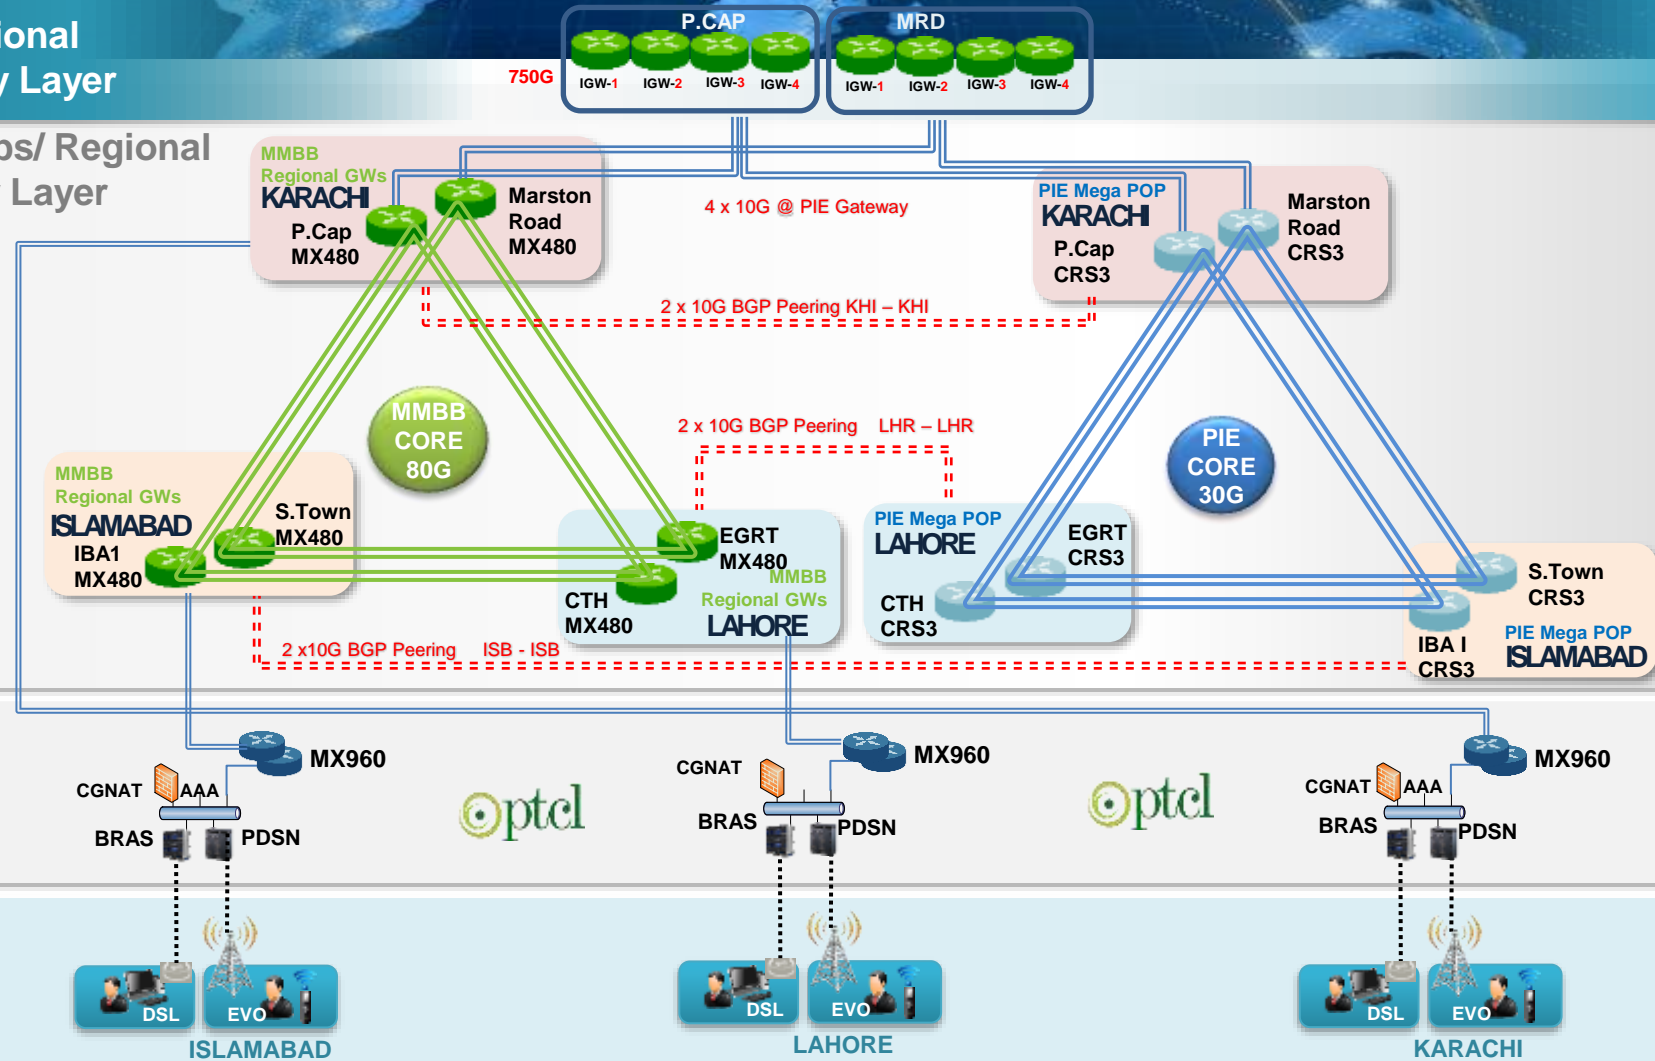 ional
y Layer
750G
P.CAP
IGW-1
IGW-2
IGW-3
IGW-4
MRD
IGW-1
IGW-2
IGW-3
IGW-4
os/ Regional
Layer
MMBB
Regional GWs
KARACHI
P.Cap
MX480
Marston
Road
MX480
4 x 10G @ PIE Gateway
PIE Mega POP
KARACHI
P.Cap
CRS3
Marston
Road
CRS3
2 x 10G BGP Peering KHI – KHI
MMBB
CORE
80G
2 x 10G BGP Peering LHR – LHR
PIE
CORE
30G
MMBB
Regional GWs
ISLAMABAD
IBA1
MX480
S.Town
MX480
EGRT
MX480
CTH
MX480
MMBB
Regional GWs
LAHORE
PIE Mega POP
LAHORE
EGRT
CRS3
CTH
CRS3
S.Town
CRS3
IBA I
CRS3
PIE Mega POP
ISLAMABAD
2 x10G BGP Peering ISB - ISB
MX960
CGNAT
AAA
BRAS
PDSN
ptcl
MX960
CGNAT
BRAS
PDSN
ptcl
MX960
CGNAT
AAA
BRAS
PDSN
DSL
EVO
ISLAMABAD
DSL
EVO
LAHORE
DSL
EVO
KARACHI